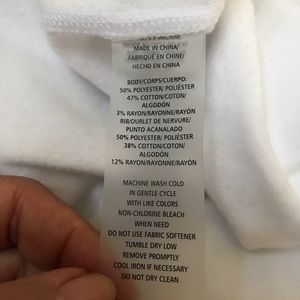 MADE IN CHINA/
FABRIQUÉ EN CHINE/
HECHO EN CHINA
BODY/CORPS/CUERPO:
50% POLYESTER/ POLIÉSTER
47% COTTON/COTON/
ALGODÓN
3% RAYON/RAYONNE/RAYÓN
RIB/OURLET DE NERVURE/
PUNTO ACANALADO
50% POLYESTER/ POLIÉSTER
38% COTTON/COTON/
ALGODÓN
12% RAYON/RAYONNE/RAYÓN
MACHINE WASH COLD
IN GENTLE CYCLE
WITH LIKE COLORS
NON-CHLORINE BLEACH
WHEN NEED
DO NOT USE FABRIC SOFTENER
TUMBLE DRY LOW
REMOVE PROMPTLY
COOL IRON IF NECESSARY
DO NOT DRY CLEAN